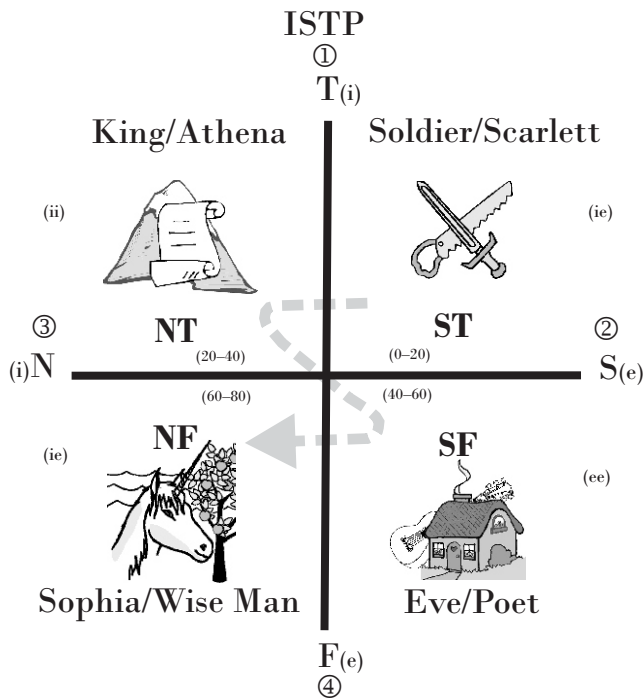 ISTP
①
T(i)
King/Athena
Soldier/Scarlett
(ii)
(ie)
③
②
NT
ST
(20–40)
(0–20)
(i)N
S(e)
(60–80)
(40–60)
NF
SF
(ie)
(ee)
Sophia/Wise Man
Eve/Poet
F(e)
④